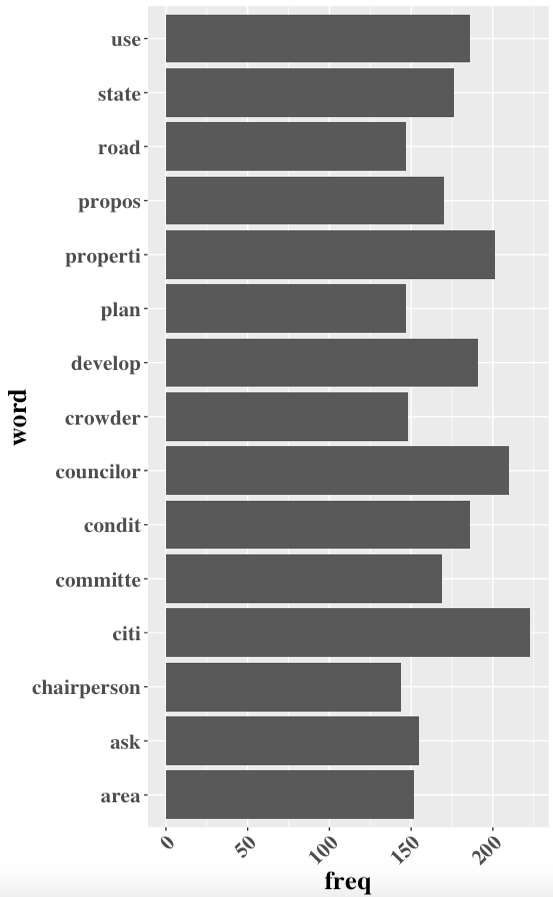 use
state
road
propos
properti
plan
develop
crowder
councilor
condit
committe
citi
chairperson
ask
area
word
0 50 100 150 200
freq